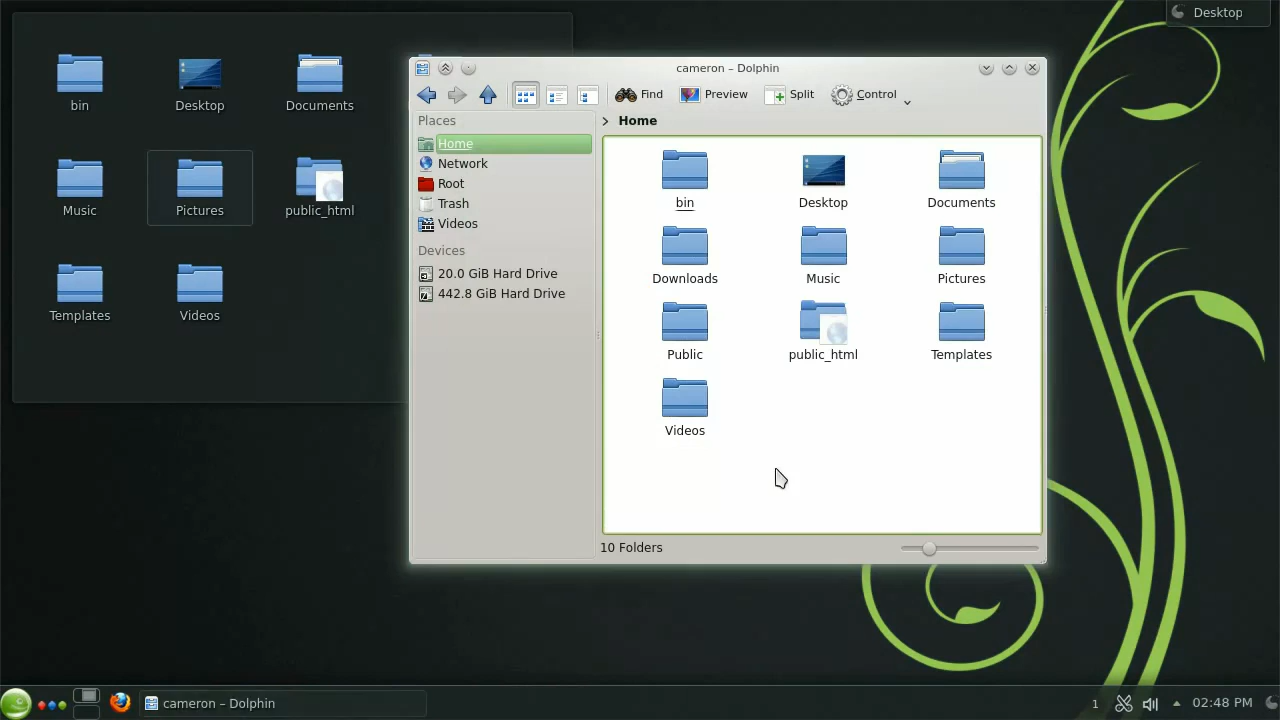 Desktop
bin
Desktop
Documents
Music
Pictures
public_html
Templates
Videos
cameron – Dolphin
Find
Preview
Split
Control
Places
Home
Network
Root
Trash
Videos
Devices
20.0 GiB Hard Drive
442.8 GiB Hard Drive
> Home
bin
Desktop
Documents
Downloads
Music
Pictures
Public
public_html
Templates
Videos
10 Folders
cameron – Dolphin
1
02:48 PM